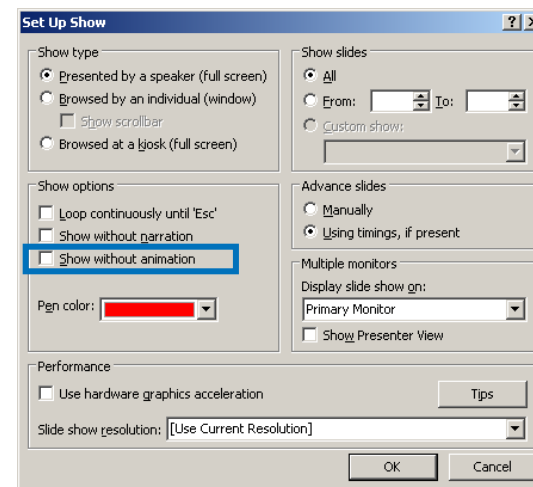 Set Up Show
Show type
Presented by a speaker (full screen)
Browsed by an individual (window)
Show scrollbar
Browsed at a kiosk (full screen)
Show slides
All
From: To:
Custom show:
Show options
Loop continuously until 'Esc'
Show without narration
Show without animation
Pen color:
Advance slides
Manually
Using timings, if present
Multiple monitors
Display slide show on:
Primary Monitor
Show Presenter View
Performance
Use hardware graphics acceleration
Tips
Slide show resolution: [Use Current Resolution]
OK Cancel